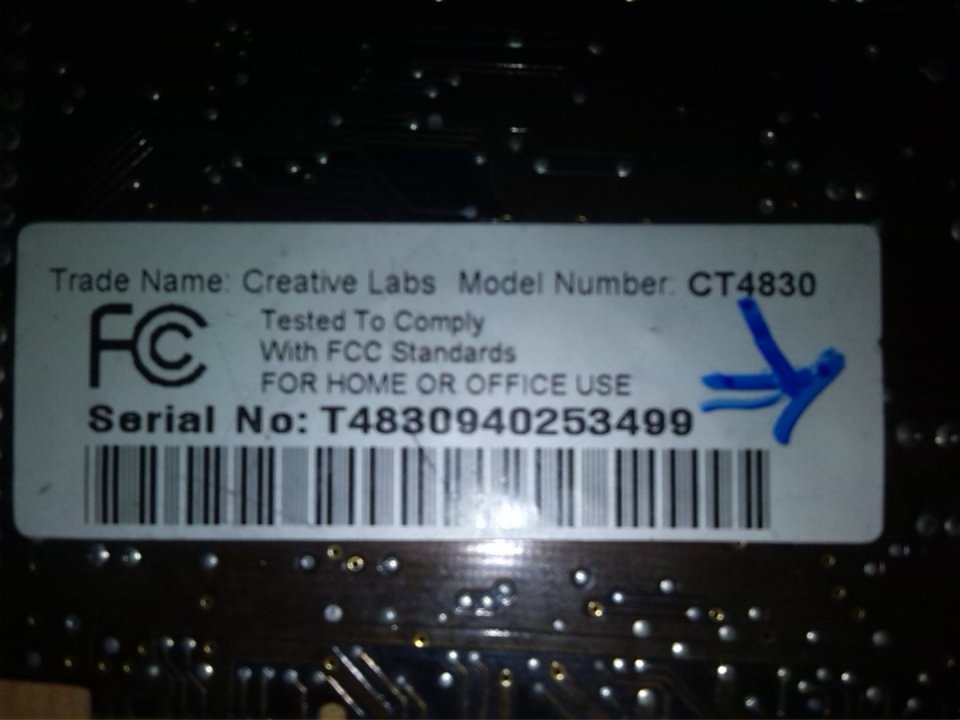 Trade Name: Creative Labs Model Number: CT4830
FCC
Tested To Comply
With FCC Standards
FOR HOME OR OFFICE USE
Serial No: T4830940253499